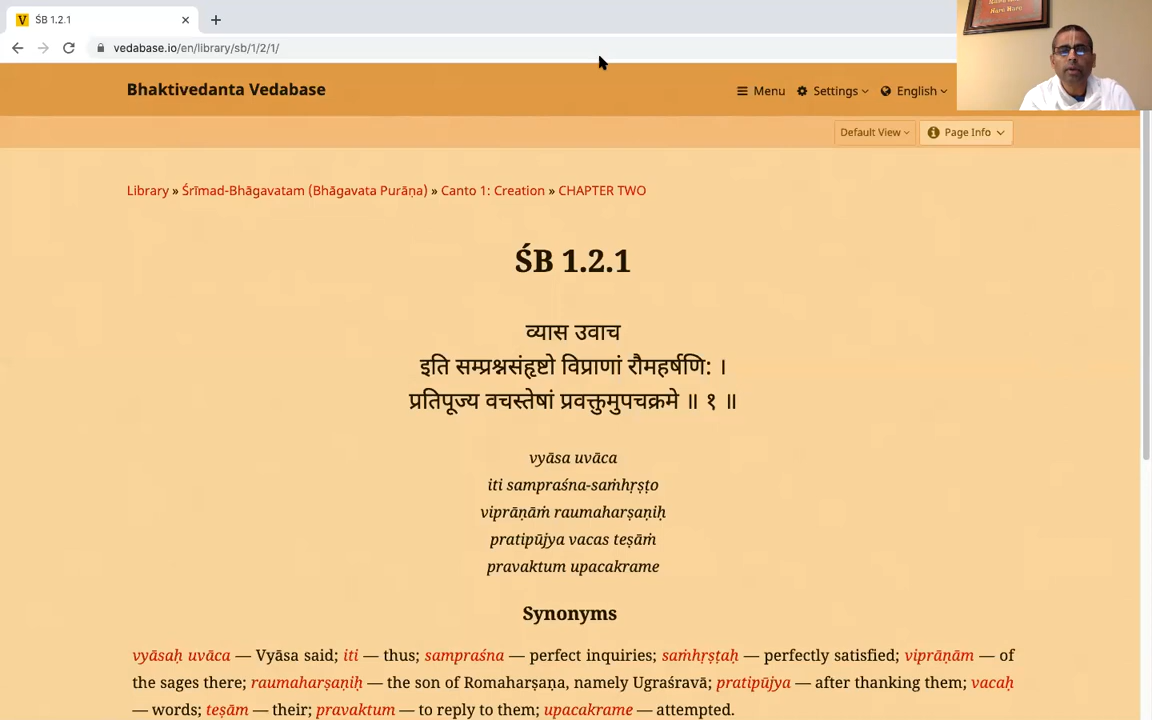 ŚB 1.2.1
vedabase.io/en/library/sb/1/2/1/
Hare Hare
Bhaktivedanta Vedabase
Menu Settings English
Default View Page Info
Library » Śrīmad-Bhāgavatam (Bhāgavata Purāṇa) » Canto 1: Creation » CHAPTER TWO
ŚB 1.2.1
व्यास उवाच
इति सम्प्रश्नसंहृष्टो विप्राणां रौमहर्षणि: ।
प्रतिपूज्य वचस्तेषां प्रवक्तुमुपचक्रमे ॥ १ ॥
vyāsa uvāca
iti sampraśna-saṁhṛṣṭo
viprāṇāṁ raumaharṣaṇiḥ
pratipūjya vacas teṣāṁ
pravaktum upacakrame
Synonyms
vyāsaḥ uvāca — Vyāsa said; iti — thus; sampraśna — perfect inquiries; saṁhṛṣṭaḥ — perfectly satisfied; viprāṇām — of
the sages there; raumaharṣaṇiḥ — the son of Romaharṣaṇa, namely Ugraśravā; pratipūjya — after thanking them; vacaḥ
— words; teṣām — their; pravaktum — to reply to them; upacakrame — attempted.